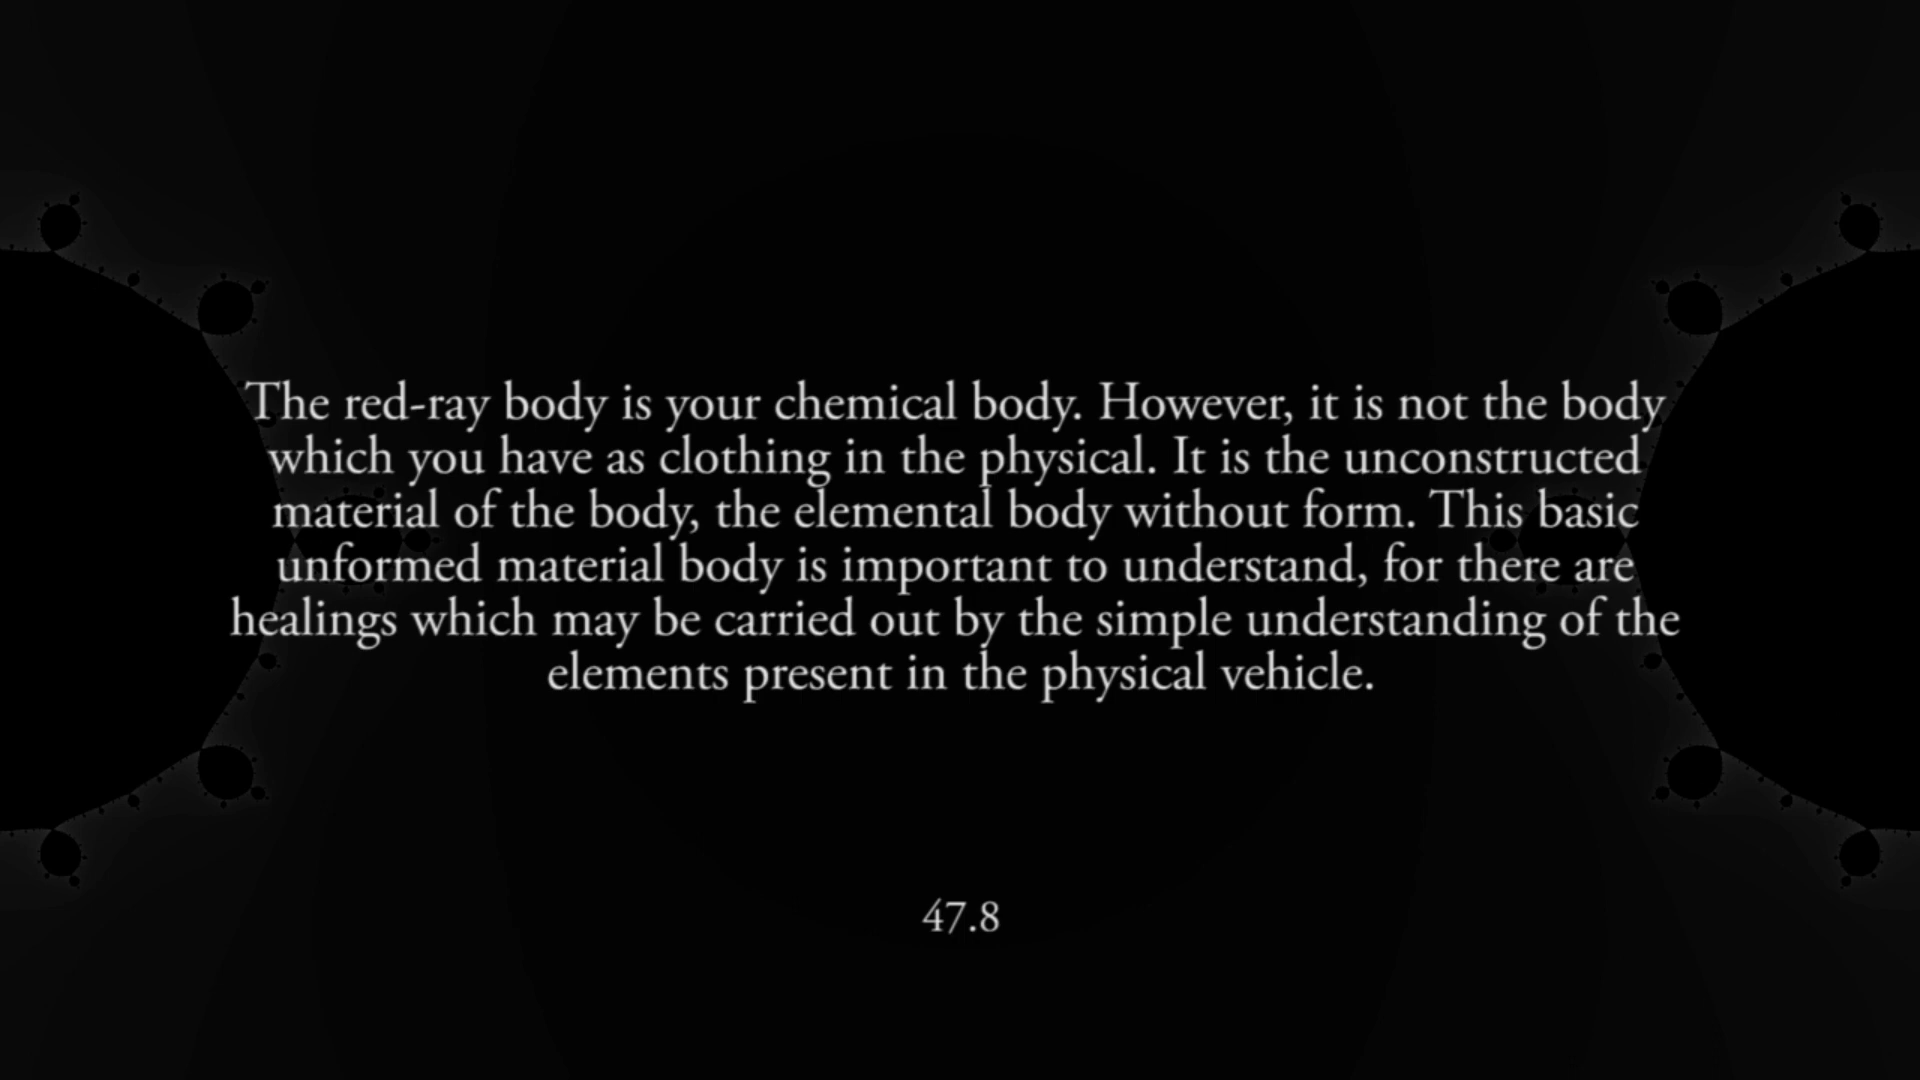 The red-ray body is your chemical body. However, it is not the body
which you have as clothing in the physical. It is the unconstructed
material of the body, the elemental body without form. This basic
unformed material body is important to understand, for there are
healings which may be carried out by the simple understanding of the
elements present in the physical vehicle.
47.8